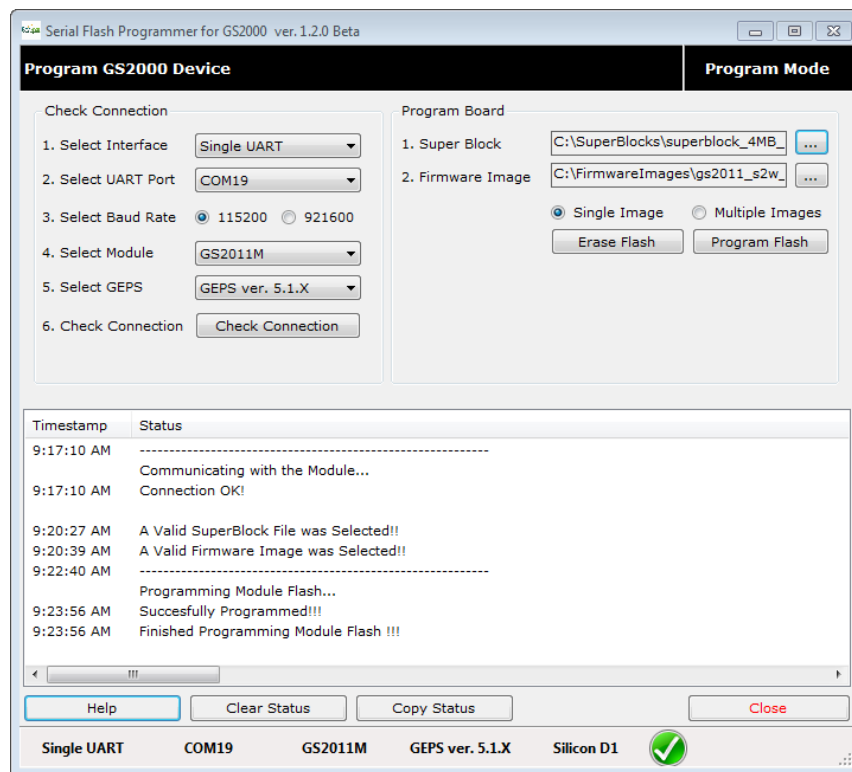 Serial Flash Programmer for GS2000 ver. 1.2.0 Beta
Program GS2000 Device
Program Mode
Check Connection
1. Select Interface
Single UART
2. Select UART Port
COM19
3. Select Baud Rate
115200
921600
4. Select Module
GS2011M
5. Select GEPS
GEPS ver. 5.1.X
6. Check Connection
Check Connection
Program Board
1. Super Block
C:\SuperBlocks\superblock_4MB_
...
2. Firmware Image
C:\FirmwareImages\gs2011_s2w_
...
Single Image
Multiple Images
Erase Flash
Program Flash
Timestamp Status
9:17:10 AM ------------------------------------------------------------
Communicating with the Module...
9:17:10 AM Connection OK!
9:20:27 AM A Valid SuperBlock File was Selected!!
9:20:39 AM A Valid Firmware Image was Selected!!
9:22:40 AM ------------------------------------------------------------
Programming Module Flash...
9:23:56 AM Succesfully Programmed!!!
9:23:56 AM Finished Programming Module Flash !!!
Help
Clear Status
Copy Status
Close
Single UART COM19 GS2011M GEPS ver. 5.1.X Silicon D1